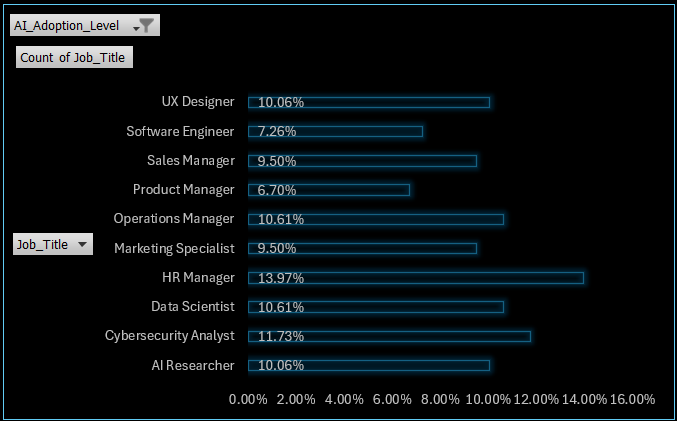 AI_Adoption_Level
Count of Job_Title
UX Designer 10.06%
Software Engineer 7.26%
Sales Manager 9.50%
Product Manager 6.70%
Operations Manager 10.61%
Job_Title
Marketing Specialist 9.50%
HR Manager 13.97%
Data Scientist 10.61%
Cybersecurity Analyst 11.73%
AI Researcher 10.06%
0.00% 2.00% 4.00% 6.00% 8.00% 10.00% 12.00% 14.00% 16.00%